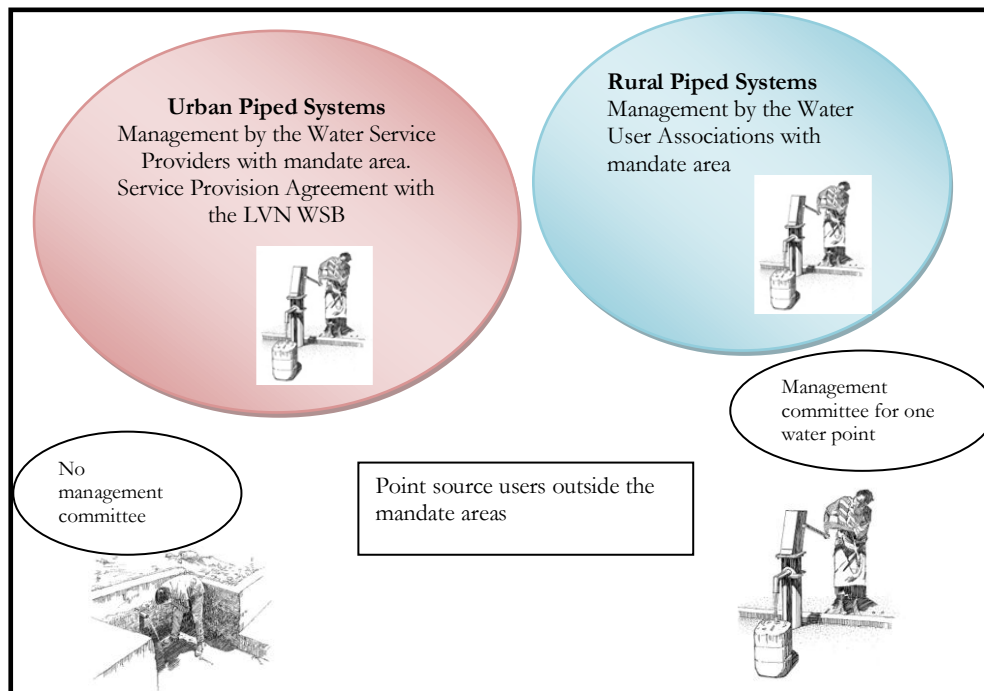 Urban Piped Systems
Management by the Water Service
Providers with mandate area.
Service Provision Agreement with
the LVN WSB
Rural Piped Systems
Management by the Water
User Associations with
mandate area
Management
committee for one
water point
No
management
committee
Point source users outside the
mandate areas